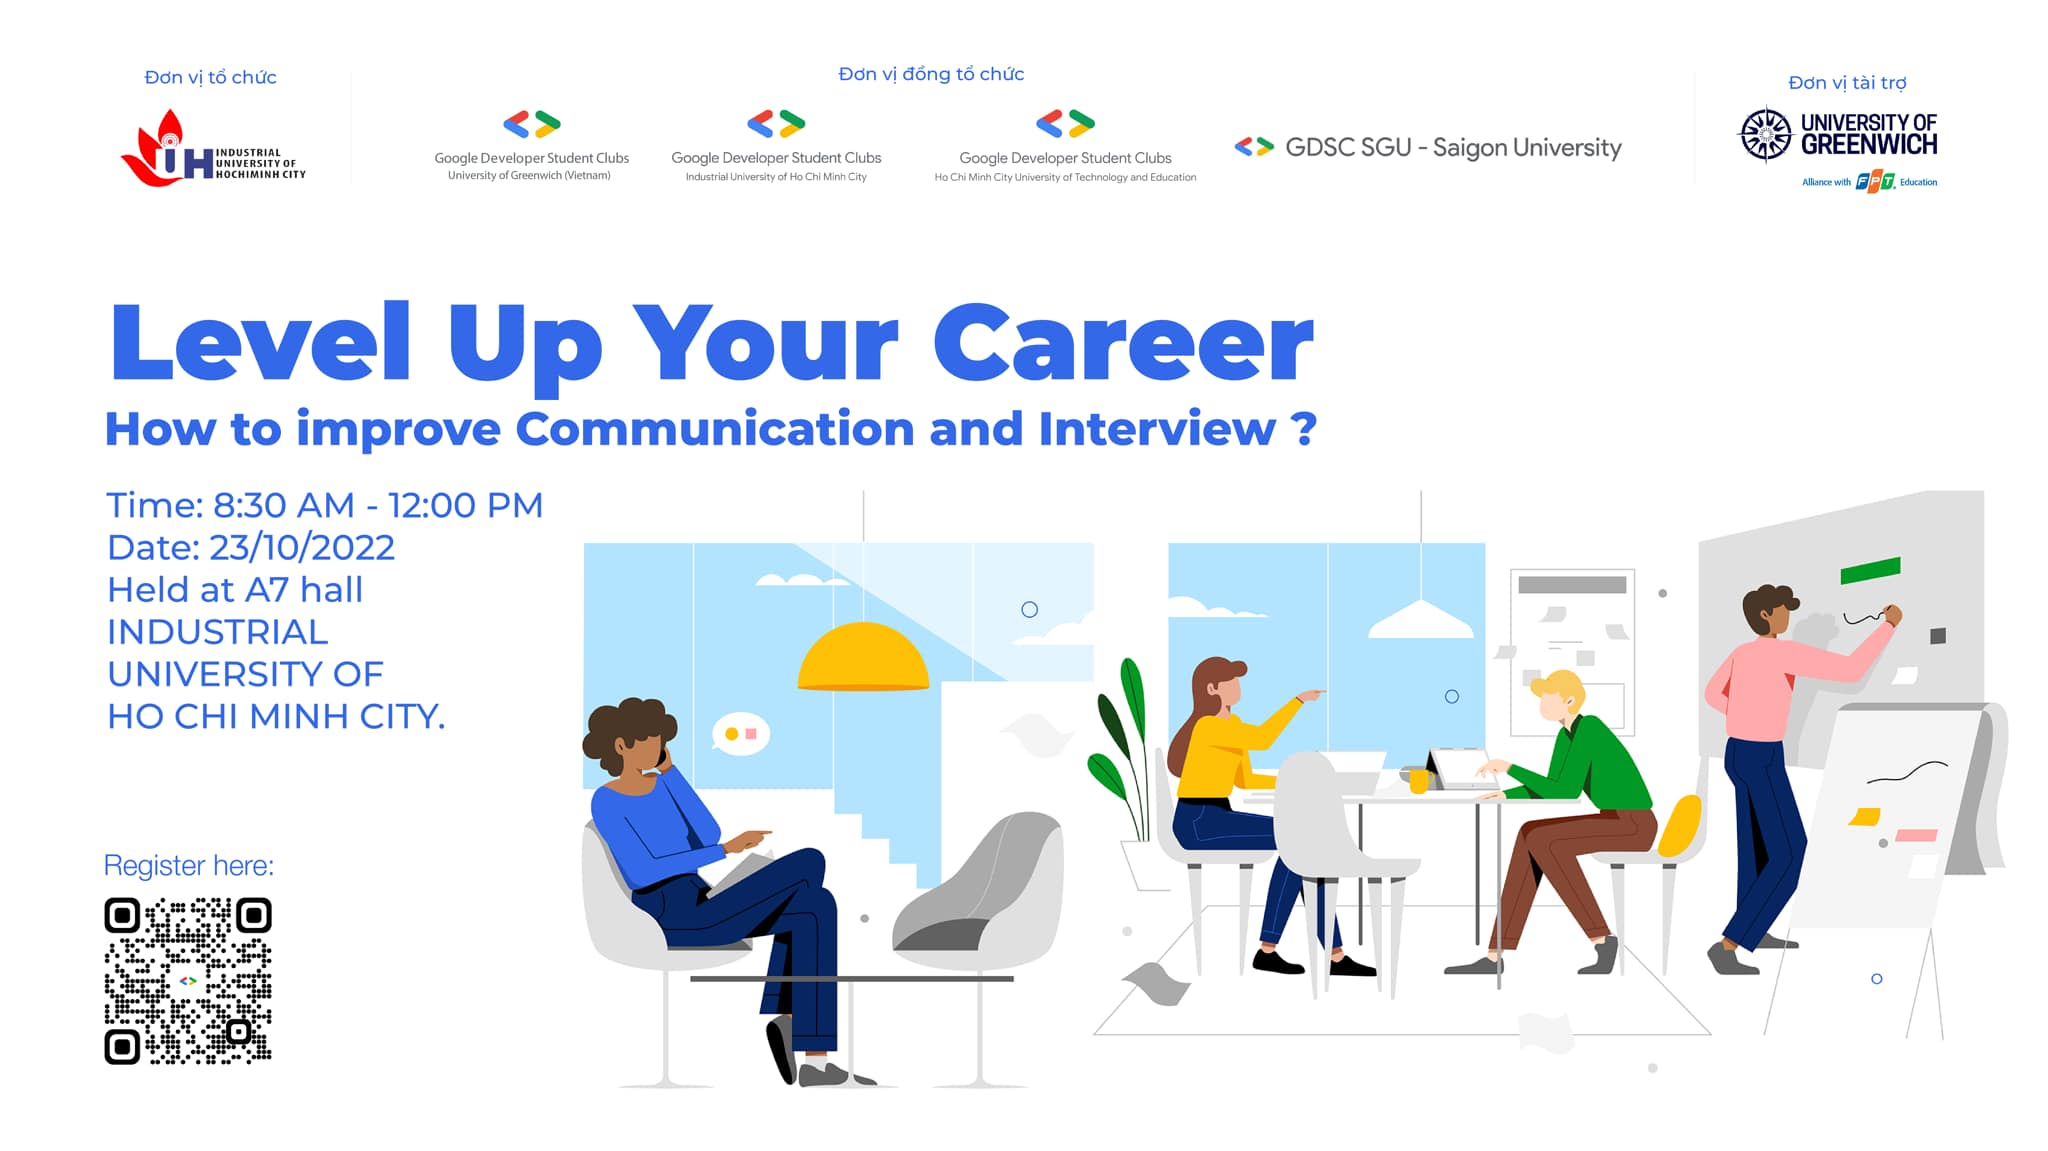 Đơn vị tổ chức
IUH INDUSTRIAL
UNIVERSITY OF
HOCHIMINH CITY
Đơn vị đồng tổ chức
Google Developer Student Clubs
University of Greenwich (Vietnam)
Google Developer Student Clubs
Industrial University of Ho Chi Minh City
Google Developer Student Clubs
Ho Chi Minh City University of Technology and Education
GDSC SGU - Saigon University
Đơn vị tài trợ
UNIVERSITY OF
GREENWICH
Alliance with FPT Education
Level Up Your Career
How to improve Communication and Interview ?
Time: 8:30 AM - 12:00 PM
Date: 23/10/2022
Held at A7 hall
INDUSTRIAL
UNIVERSITY OF
HO CHI MINH CITY.
Register here: